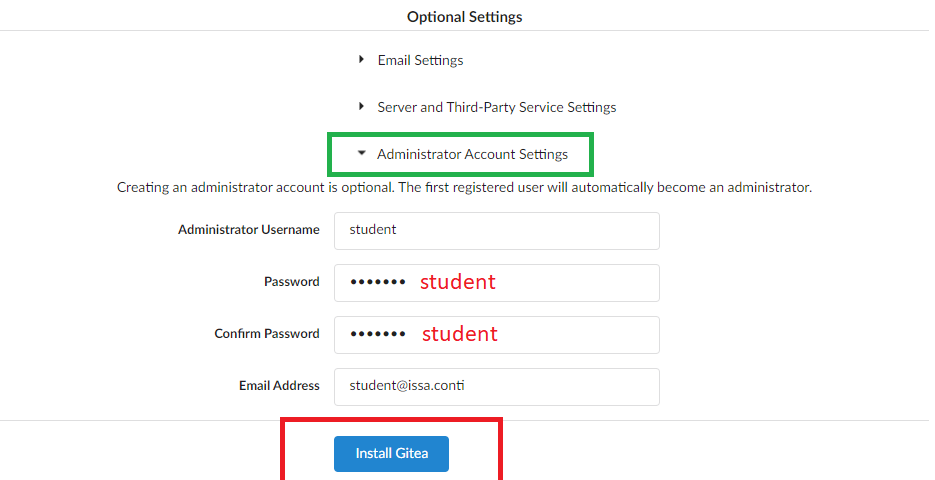 Optional Settings
Email Settings
Server and Third-Party Service Settings
Administrator Account Settings
Creating an administrator account is optional. The first registered user will automatically become an administrator.
Administrator Username student
Password ••••••• student
Confirm Password ••••••• student
Email Address student@issa.conti
Install Gitea